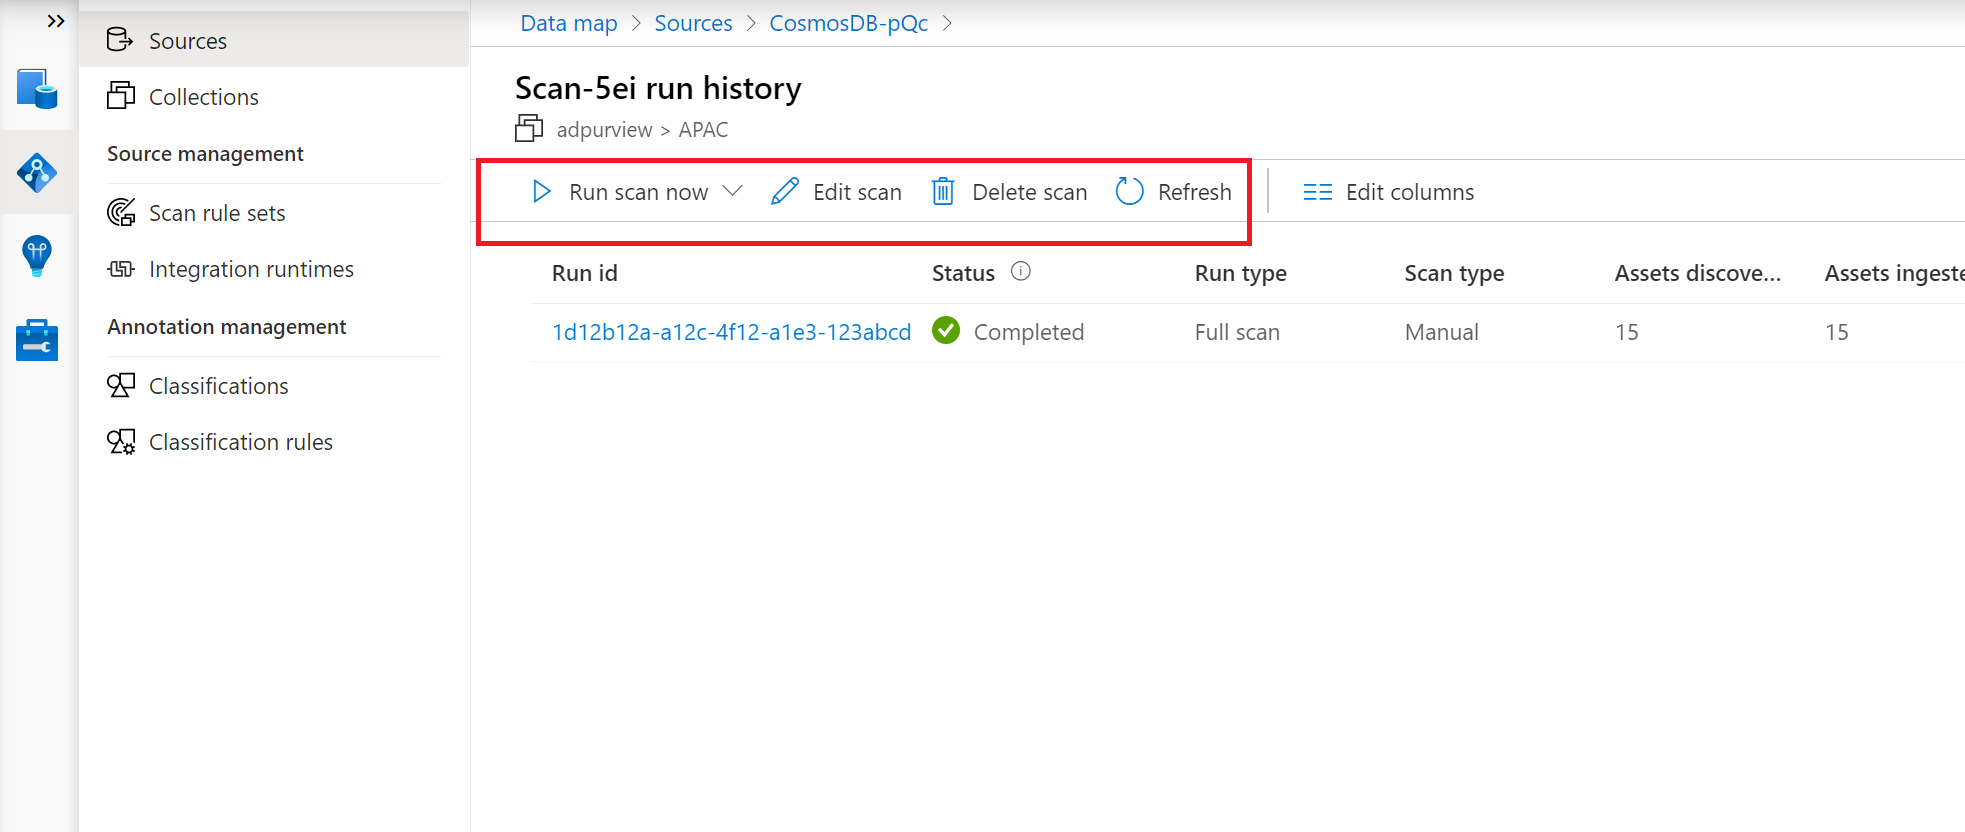 Sources
Collections
Source management
Scan rule sets
Integration runtimes
Annotation management
Classifications
Classification rules
Data map > Sources > CosmosDB-pQc >
Scan-5ei run history
adpurview > APAC
Run scan now Edit scan Delete scan Refresh Edit columns
Run id Status Run type Scan type Assets discove... Assets ingeste
1d12b12a-a12c-4f12-a1e3-123abcd Completed Full scan Manual 15 15